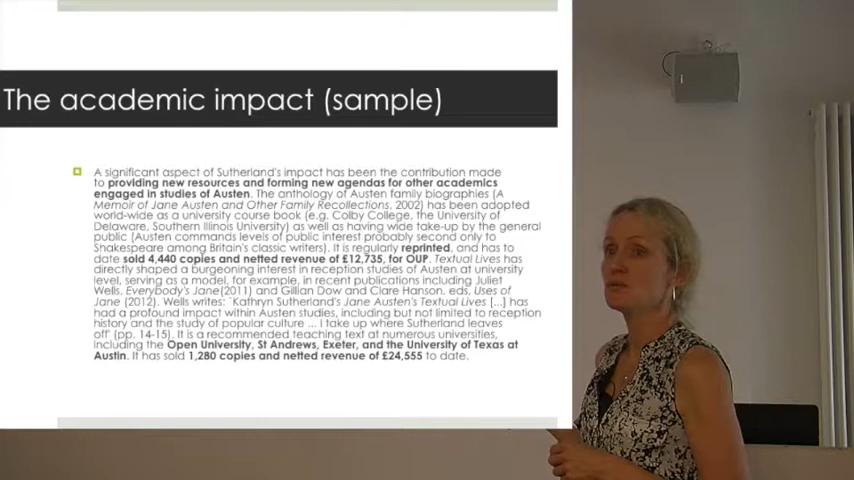 The academic impact (sample)
A significant aspect of Sutherland's impact has been the contribution made
to providing new resources and forming new agendas for other academics
engaged in studies of Austen. The anthology of Austen family biographies (A
Memoir of Jane Austen and Other Family Recollections, 2002) has been adopted
world-wide as a university course book (e.g. Colby College, the University of
Delaware, Southern Illinois University) as well as having wide take-up by the general
public (Austen commands levels of public interest probably second only to
Shakespeare among Britain's classic writers). It is regularly reprinted, and has to
date sold 4,440 copies and netted revenue of £12,735, for OUP. Textual Lives has
directly shaped a burgeoning interest in reception studies of Austen at university
level, serving as a model, for example, in recent publications including Juliet
Wells, Everybody's Jane(2011) and Gillian Dow and Clare Hanson, eds, Uses of
Jane (2012). Wells writes: `Kathryn Sutherland's Jane Austen's Textual Lives [...] has
had a profound impact within Austen studies, including but not limited to reception
history and the study of popular culture ... I take up where Sutherland leaves
off' (pp. 14-15). It is a recommended teaching text at numerous universities,
including the Open University, St Andrews, Exeter, and the University of Texas at
Austin. It has sold 1,280 copies and netted revenue of £24,555 to date.